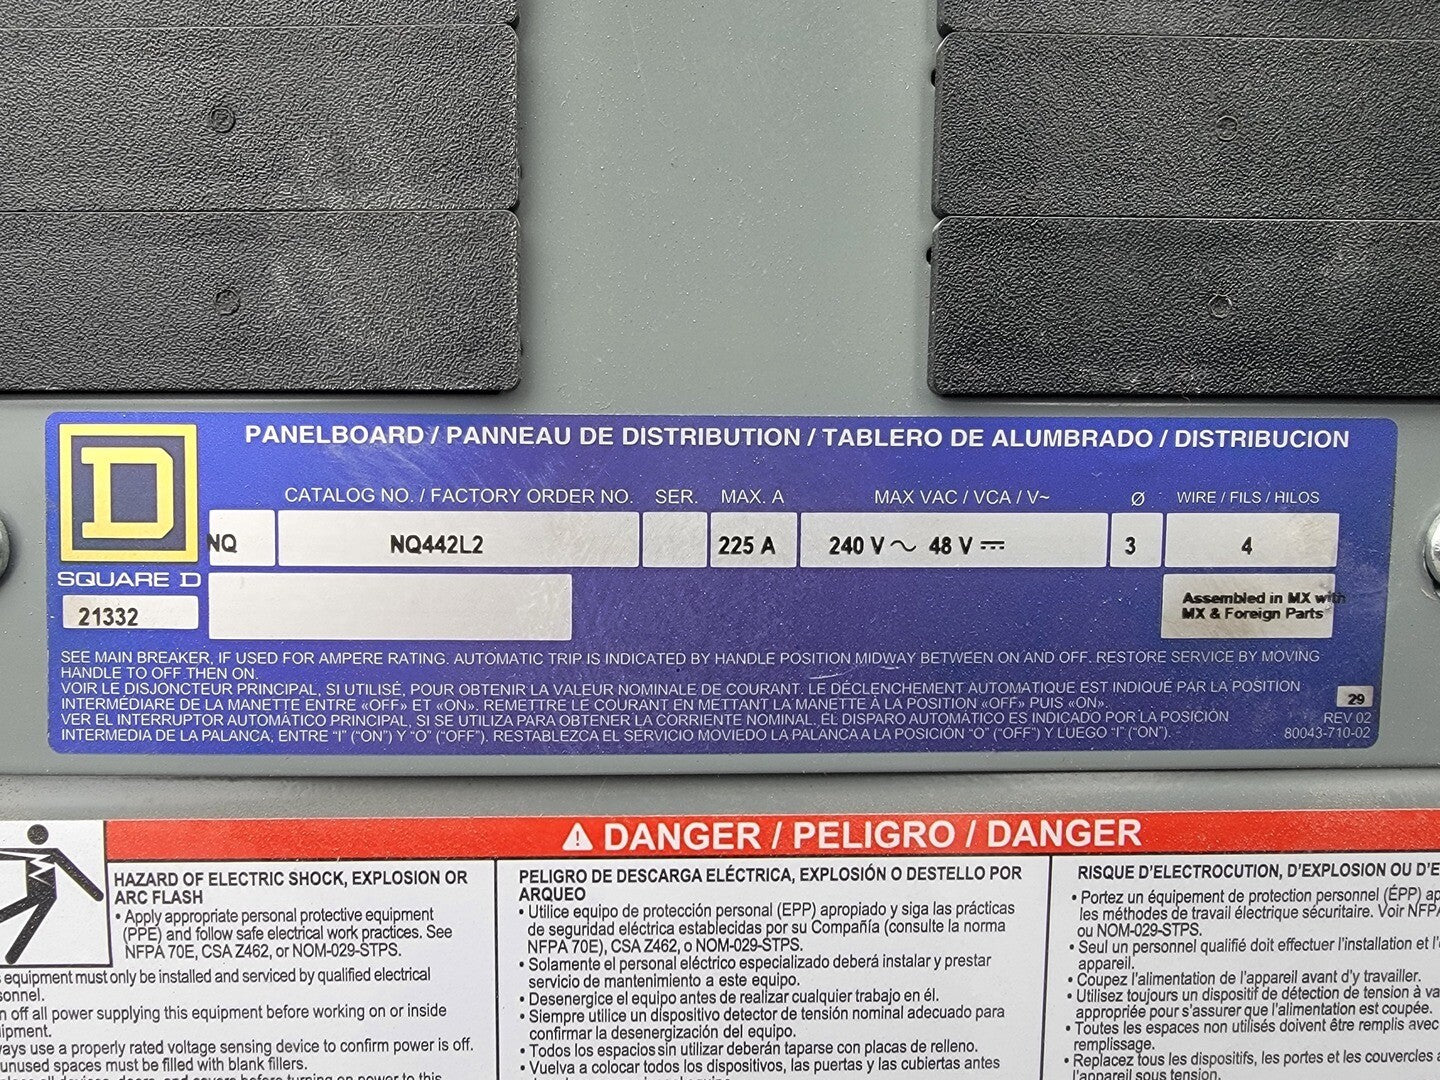 PANELBOARD / PANNEAU DE DISTRIBUTION / TABLERO DE ALUMBRADO / DISTRIBUCION
CATALOG NO. / FACTORY ORDER NO. SER. MAX. A MAX VAC / VCA / V~ Ø WIRE / FILS / HILOS
D
NQ NQ442L2 225 A 240 V ~ 48 V ⎓ 3 4
SQUARE D
21332
Assembled in MX with
MX & Foreign Parts
SEE MAIN BREAKER, IF USED FOR AMPERE RATING. AUTOMATIC TRIP IS INDICATED BY HANDLE POSITION MIDWAY BETWEEN ON AND OFF. RESTORE SERVICE BY MOVING
HANDLE TO OFF THEN ON.
VOIR LE DISJONCTEUR PRINCIPAL, SI UTILISÉ, POUR OBTENIR LA VALEUR NOMINALE DE COURANT. LE DÉCLENCHEMENT AUTOMATIQUE EST INDIQUÉ PAR LA POSITION
INTERMÉDIAIRE DE LA MANETTE ENTRE «OFF» ET «ON». REMETTRE LE COURANT EN METTANT LA MANETTE À LA POSITION «OFF» PUIS «ON».
VER EL INTERRUPTOR AUTOMÁTICO PRINCIPAL, SI SE UTILIZA PARA OBTENER LA CORRIENTE NOMINAL, EL DISPARO AUTOMÁTICO ES INDICADO POR LA POSICIÓN
INTERMEDIA DE LA PALANCA, ENTRE "I" ("ON") Y "O" ("OFF"). RESTABLEZCA EL SERVICIO MOVIEDO LA PALANCA A LA POSICIÓN "O" ("OFF") Y LUEGO "I" ("ON").
29
REV 02
80043-710-02
DANGER / PELIGRO / DANGER
HAZARD OF ELECTRIC SHOCK, EXPLOSION OR
ARC FLASH
• Apply appropriate personal protective equipment
(PPE) and follow safe electrical work practices. See
NFPA 70E, CSA Z462, or NOM-029-STPS.
equipment must only be installed and serviced by qualified electrical
off all power supplying this equipment before working on or inside
use a properly rated voltage sensing device to confirm power is off.
unused spaces must be filled with blank fillers.
PELIGRO DE DESCARGA ELÉCTRICA, EXPLOSIÓN O DESTELLO POR
ARQUEO
• Utilice equipo de protección personal (EPP) apropiado y siga las prácticas
de seguridad eléctrica establecidas por su Compañía (consulte la norma
NFPA 70E), CSA Z462, o NOM-029-STPS.
• Solamente el personal eléctrico especializado deberá instalar y prestar
servicio de mantenimiento a este equipo.
• Desenergice el equipo antes de realizar cualquier trabajo en él.
• Siempre utilice un dispositivo detector de tensión nominal adecuado para
confirmar la desenergización del equipo.
• Todos los espacios sin utilizar deberán taparse con placas de relleno.
• Vuelva a colocar todos los dispositivos, las puertas y las cubiertas antes
RISQUE D'ELECTROCUTION, D'EXPLOSION OU
• Portez un équipement de protection personnel (ÉPP)
les méthodes de travail électrique sécuritaire. Voir NFPA
ou NOM-029-STPS.
• Seul un personnel qualifié doit effectuer l'installation et
appareil.
• Coupez l'alimentation de l'appareil avant d'y travailler.
• Utilisez toujours un dispositif de détection de tension à
appropriée pour s'assurer que l'alimentation est coupée.
• Toutes les espaces non utilisés doivent être remplis avec
remplissage.
• Replacez tous les dispositifs, les portes et les couvercles
l'appareil sous tension.